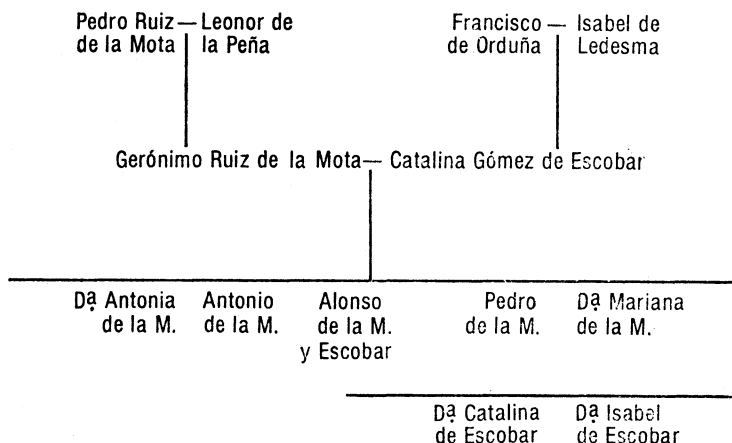 Pedro Ruiz — Leonor de
de la Mota la Peña
Francisco — Isabel de
de Orduña Ledesma
Gerónimo Ruiz de la Mota — Catalina Gómez de Escobar
Dª Antonia
de la M.
Antonio
de la M.
Alonso
de la M.
y Escobar
Pedro
de la M.
Dª Mariana
de la M.
Dª Catalina
de Escobar
Dª Isabel
de Escobar